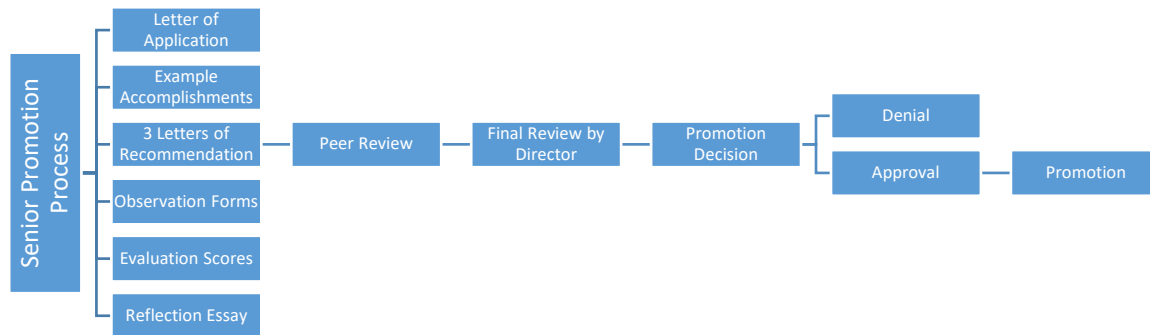 Senior Promotion
Process
Letter of
Application
Example
Accomplishments
3 Letters of
Recommendation
Observation Forms
Evaluation Scores
Reflection Essay
Peer Review
Final Review by
Director
Promotion
Decision
Denial
Approval
Promotion